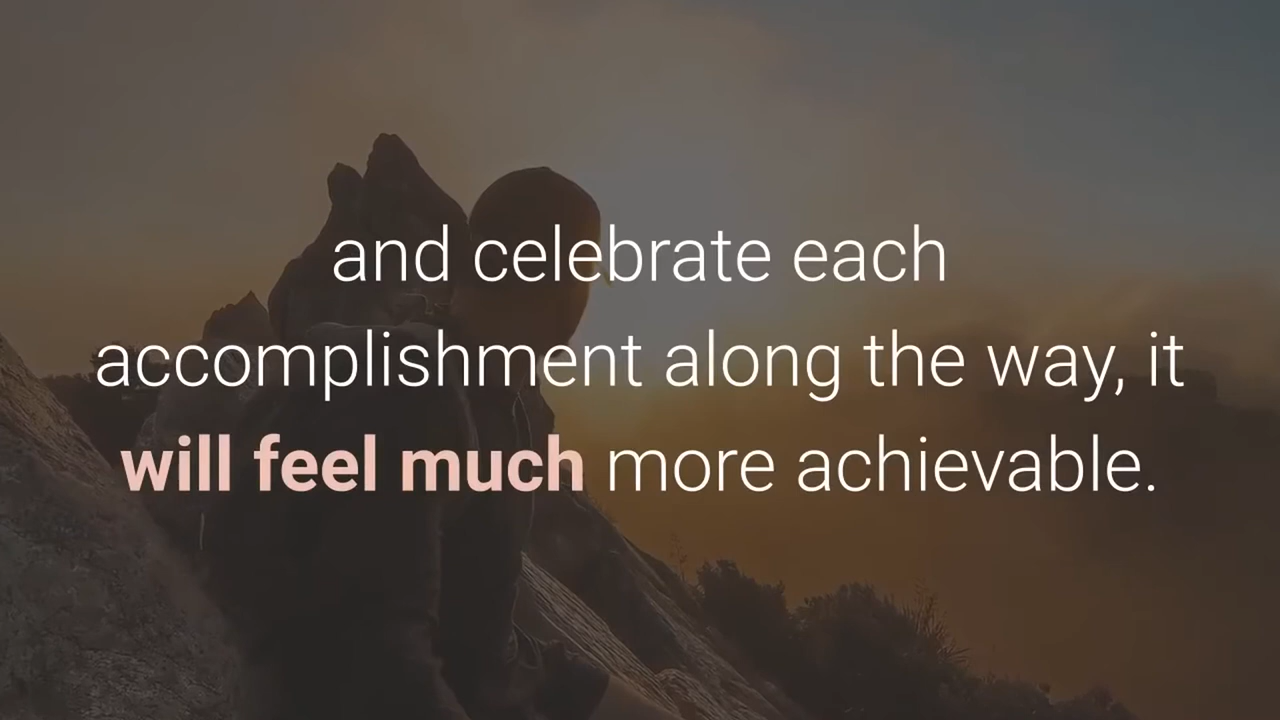 and celebrate each
accomplishment along the way, it
will feel much more achievable.